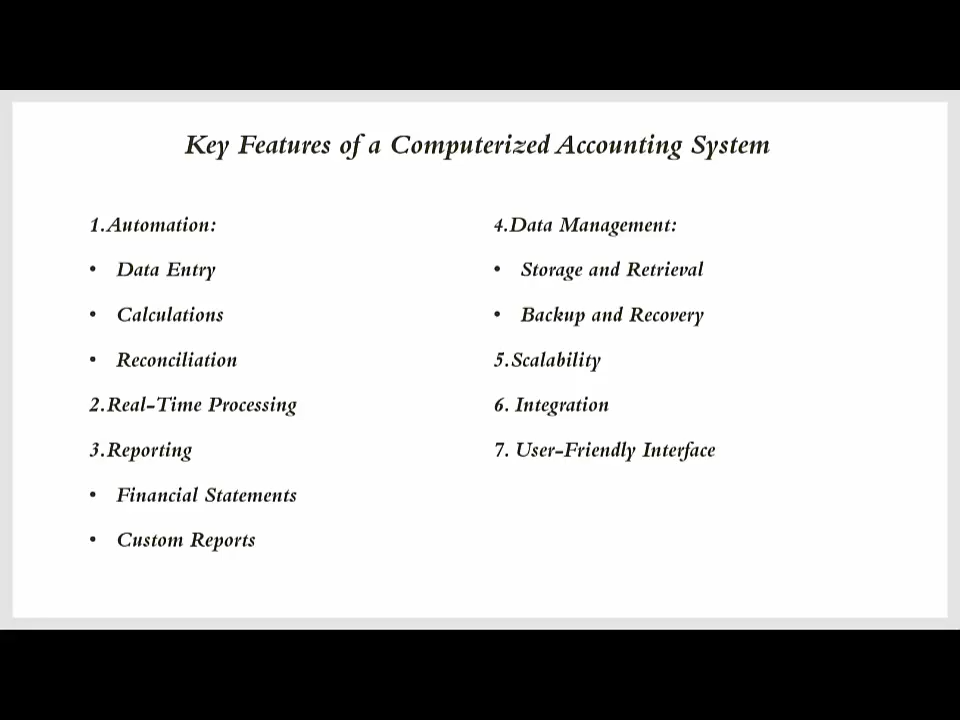 Key Features of a Computerized Accounting System
1.Automation:
• Data Entry
• Calculations
• Reconciliation
2.Real-Time Processing
3.Reporting
• Financial Statements
• Custom Reports
4.Data Management:
• Storage and Retrieval
• Backup and Recovery
5.Scalability
6. Integration
7. User-Friendly Interface